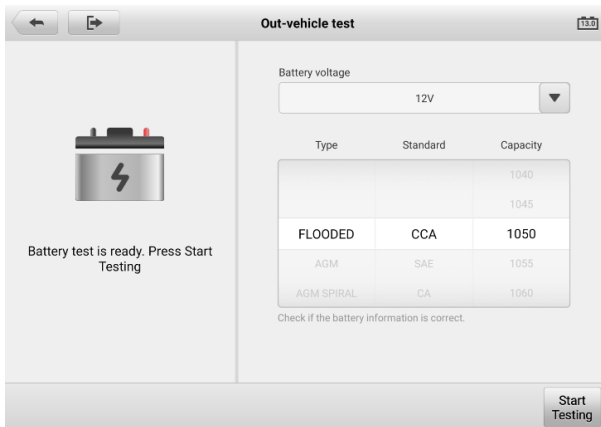 Out-vehicle test
13.0
Battery voltage
12V
Type Standard Capacity
1040
1045
FLOODED CCA 1050
AGM SAE 1055
AGM SPIRAL CA 1060
Check if the battery information is correct.
Battery test is ready. Press Start
Testing
Start
Testing